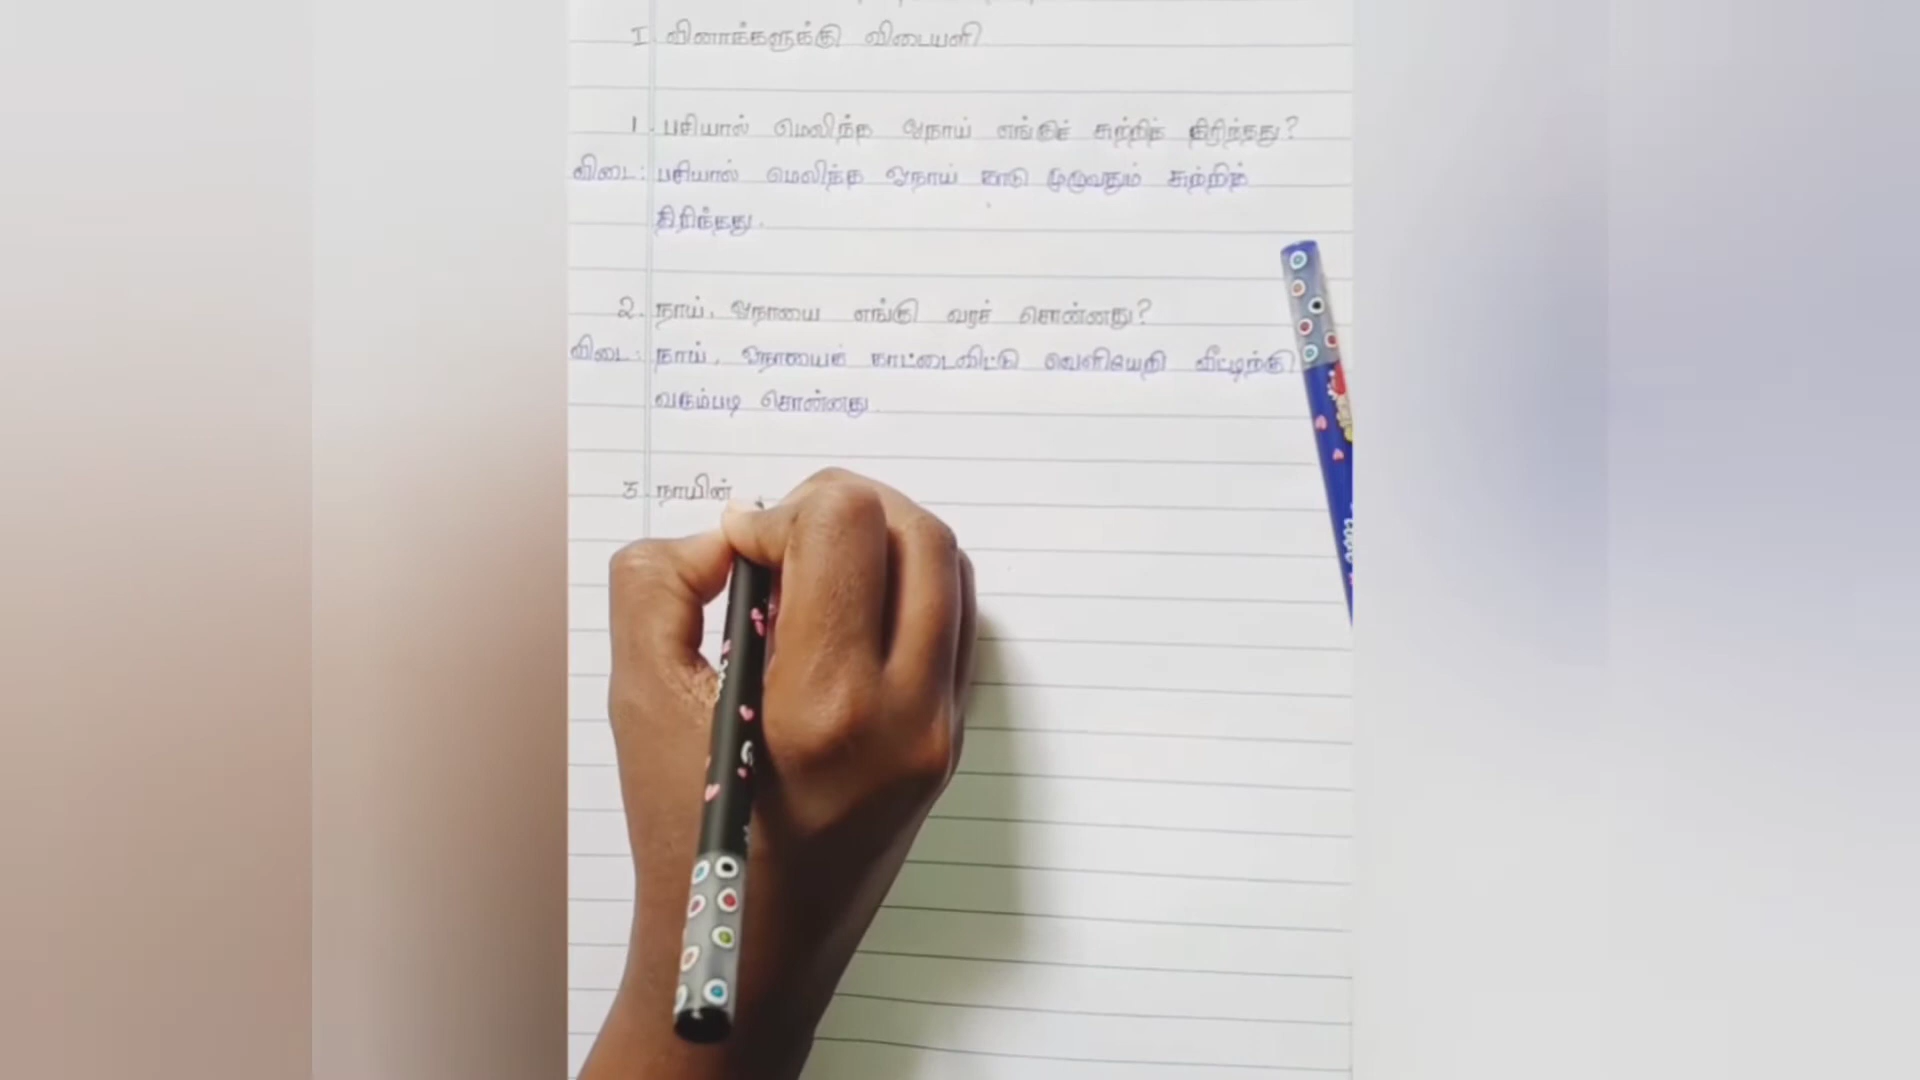 I. வினாக்களுக்கு விடையளி
1. பசியால் மெலிந்த ஓநாய் எங்குச் சுற்றித் திரிந்தது?
விடை: பசியால் மெலிந்த ஓநாய் காடு முழுவதும் சுற்றித்
திரிந்தது.
2. நாய், ஓநாயை எங்கு வரச் சொன்னது?
விடை: நாய், ஓநாயைக் காட்டைவிட்டு வெளியேறி வீட்டிற்கு
வரும்படி சொன்னது.
3. நாயின்